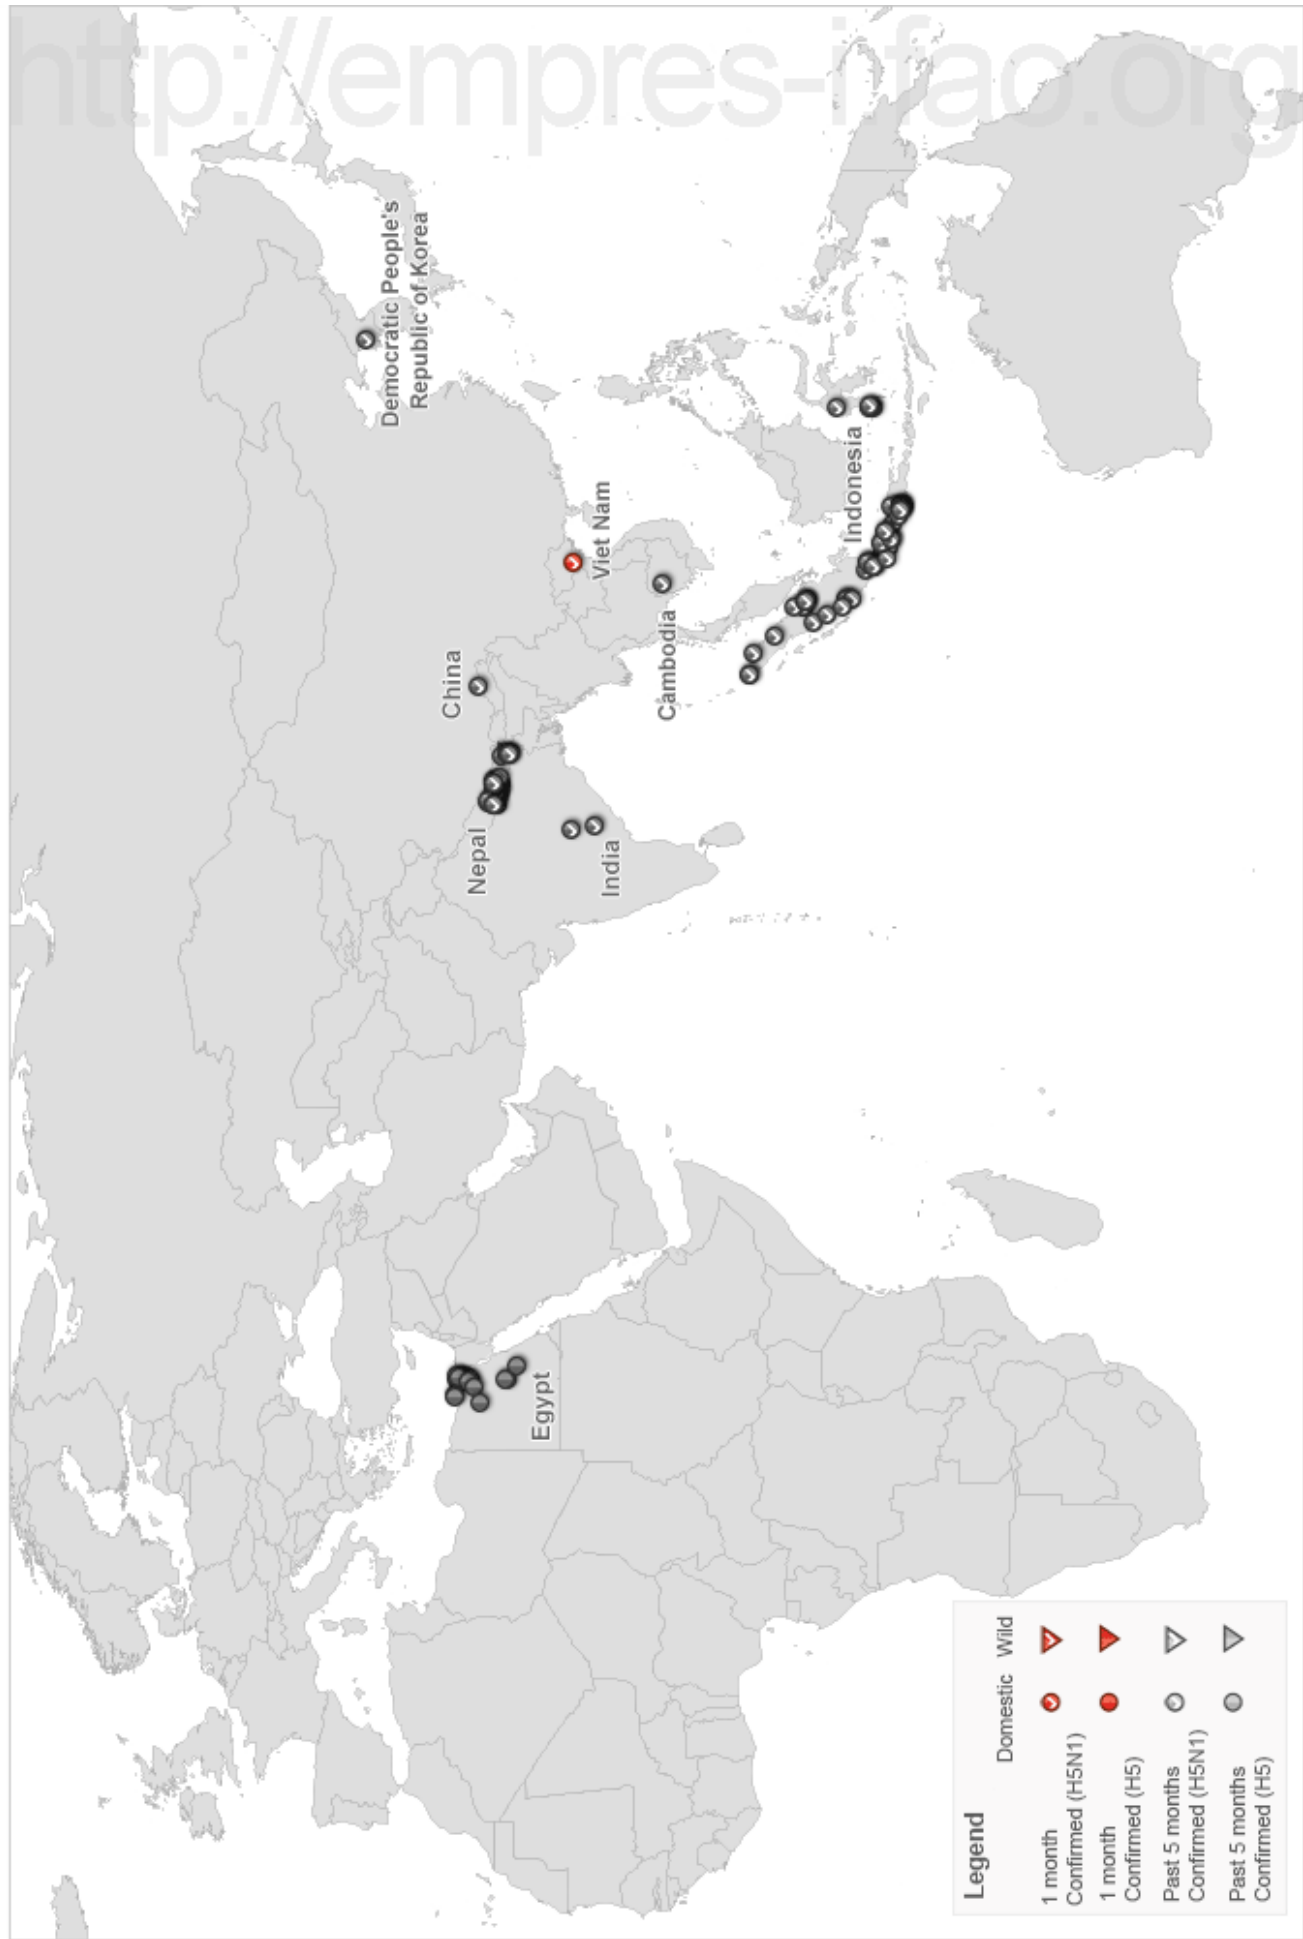 http://empres-i.fao.org
Democratic People's
Republic of Korea
Viet Nam
China
Cambodia
Indonesia
Nepal
India
Egypt
Legend
Domestic Wild
1 month
Confirmed (H5N1)
1 month
Confirmed (H5)
Past 5 months
Confirmed (H5N1)
Past 5 months
Confirmed (H5)